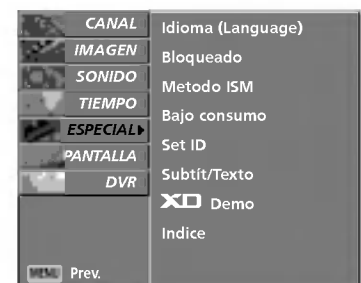 CANAL
IMAGEN
SONIDO
TIEMPO
ESPECIAL
PANTALLA
DVR
MENU Prev.
Idioma (Language)
Bloqueado
Metodo ISM
Bajo consumo
Set ID
Subtít/Texto
XD Demo
Indice